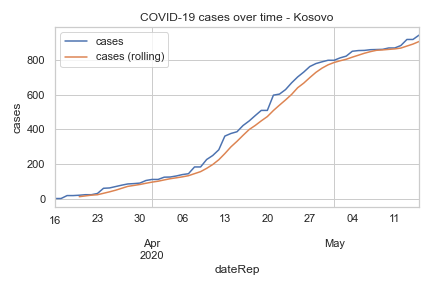 COVID-19 cases over time - Kosovo
cases
cases (rolling)
cases
800
600
400
200
0
16
23
30
06
13
20
27
04
11
Apr
2020
May
dateRep